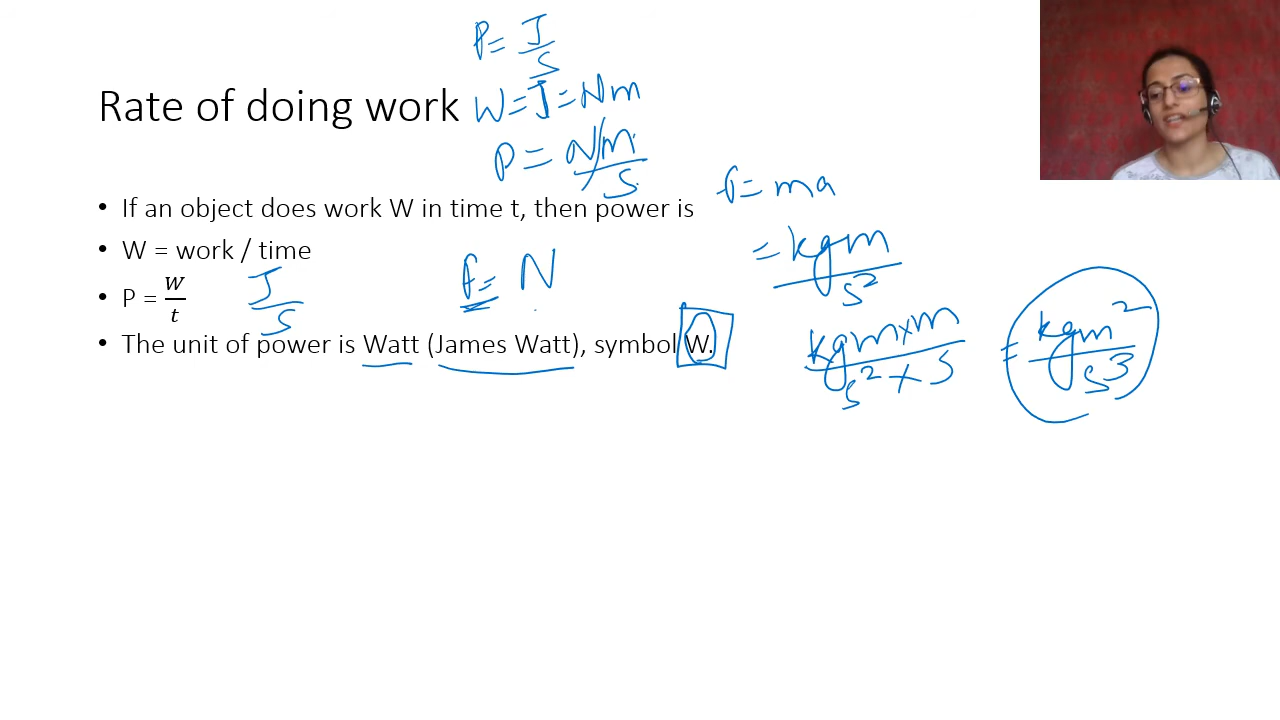 P = J/S
Rate of doing work
W = J = Nm
P = Nm/S
F = ma
• If an object does work W in time t, then power is
= kgm/s²
• W = work / time
J/S
F = N
• P = W/t
• The unit of power is Watt (James Watt), symbol W.
kgm×m/s²×s = kgm²/s³